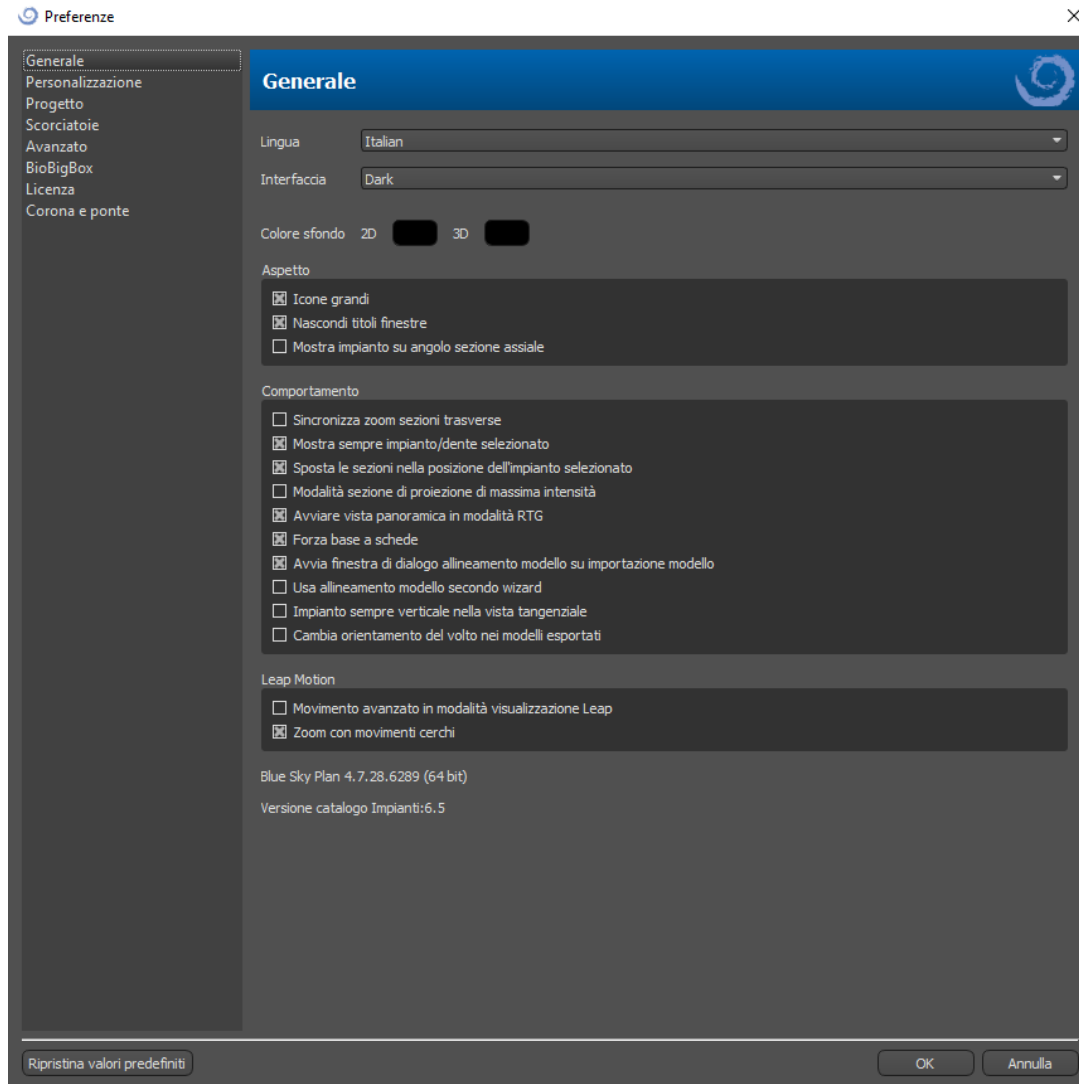 Preferenze
Generale
Personalizzazione
Progetto
Scorciatoie
Avanzato
BioBigBox
Licenza
Corona e ponte
Generale
Lingua Italian
Interfaccia Dark
Colore sfondo 2D 3D
Aspetto
Icone grandi
Nascondi titoli finestre
Mostra impianto su angolo sezione assiale
Comportamento
Sincronizza zoom sezioni trasverse
Mostra sempre impianto/dente selezionato
Sposta le sezioni nella posizione dell'impianto selezionato
Modalità sezione di proiezione di massima intensità
Avviare vista panoramica in modalità RTG
Forza base a schede
Avvia finestra di dialogo allineamento modello su importazione modello
Usa allineamento modello secondo wizard
Impianto sempre verticale nella vista tangenziale
Cambia orientamento del volto nei modelli esportati
Leap Motion
Movimento avanzato in modalità visualizzazione Leap
Zoom con movimenti cerchi
Blue Sky Plan 4.7.28.6289 (64 bit)
Versione catalogo Impianti:6.5
Ripristina valori predefiniti OK Annulla